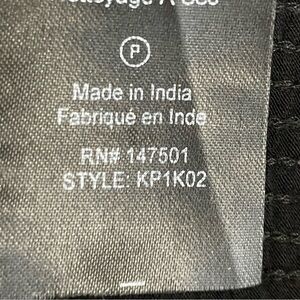 P
Made in India
Fabriqué en Inde
RN# 147501
STYLE: KP1K02